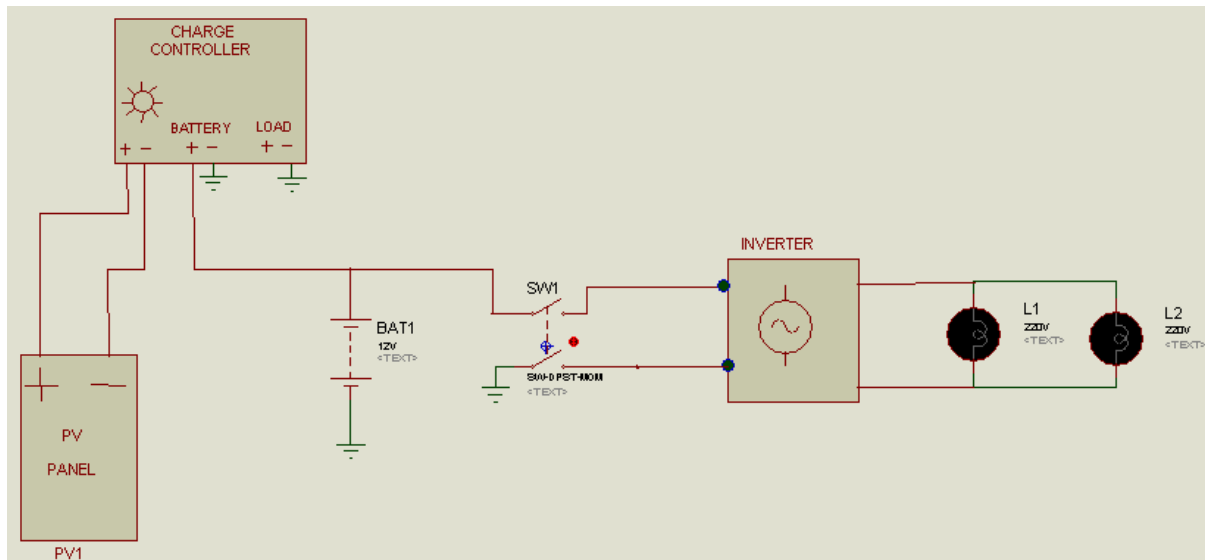 CHARGE
CONTROLLER
BATTERY
LOAD
+ -
+ -
+ -
INVERTER
SW1
BAT1
12V
<TEXT>
SW-DPST-MOM
<TEXT>
L1
220V
<TEXT>
L2
220V
<TEXT>
+ -
PV
PANEL
PV1